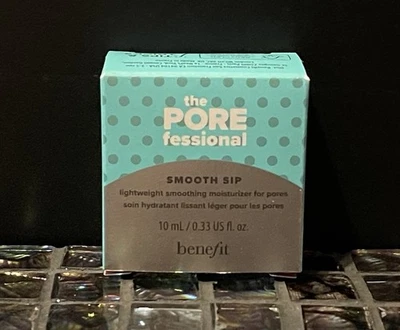 the
PORE
fessional
SMOOTH SIP
lightweight smoothing moisturizer for pores
soin hydratant lissant léger pour les pores
10 mL / 0.33 US fl. oz.
benefit